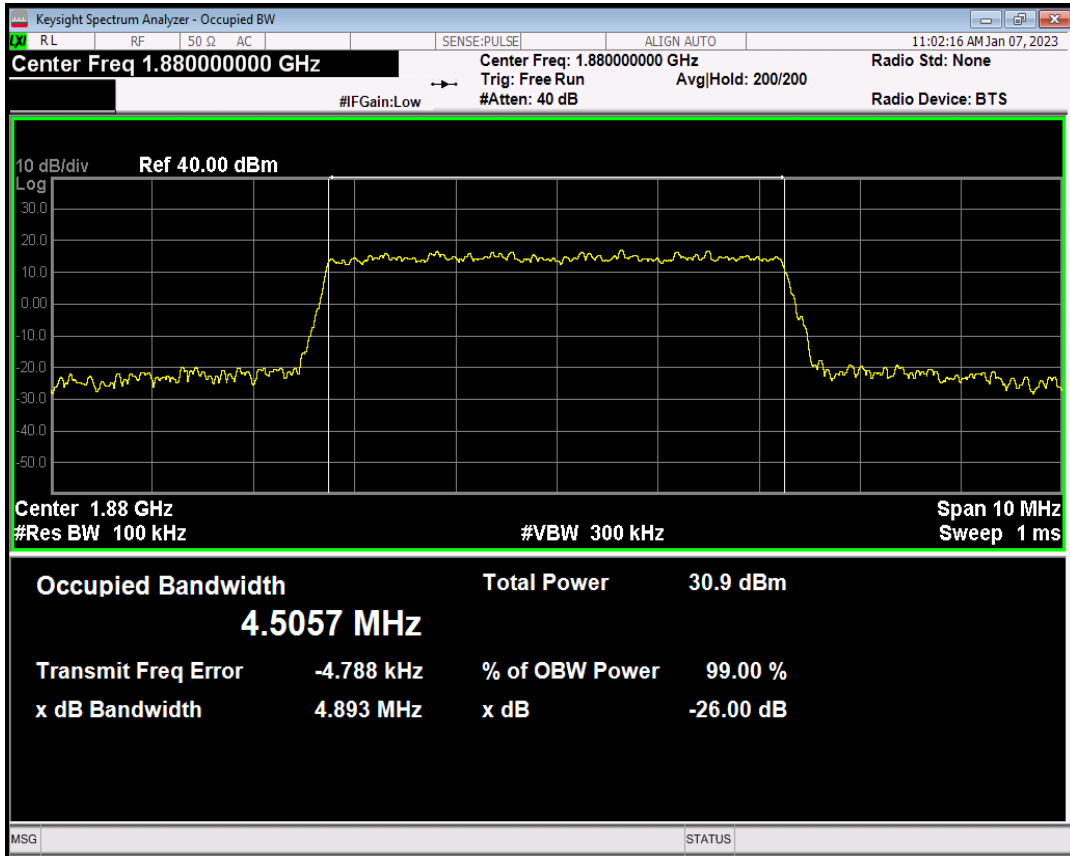 Keysight Spectrum Analyzer - Occupied BW
LXI RL RF 50 Ω AC SENSE:PULSE ALIGN AUTO 11:02:16 AM Jan 07, 2023
Center Freq 1.880000000 GHz Center Freq: 1.880000000 GHz Radio Std: None
Trig: Free Run Avg|Hold: 200/200
#IFGain:Low #Atten: 40 dB Radio Device: BTS
10 dB/div Ref 40.00 dBm
Log
30.0
20.0
10.0
0.00
-10.0
-20.0
-30.0
-40.0
-50.0
Center 1.88 GHz Span 10 MHz
#Res BW 100 kHz #VBW 300 kHz Sweep 1 ms
Occupied Bandwidth Total Power 30.9 dBm
4.5057 MHz
Transmit Freq Error -4.788 kHz % of OBW Power 99.00 %
x dB Bandwidth 4.893 MHz x dB -26.00 dB
MSG STATUS